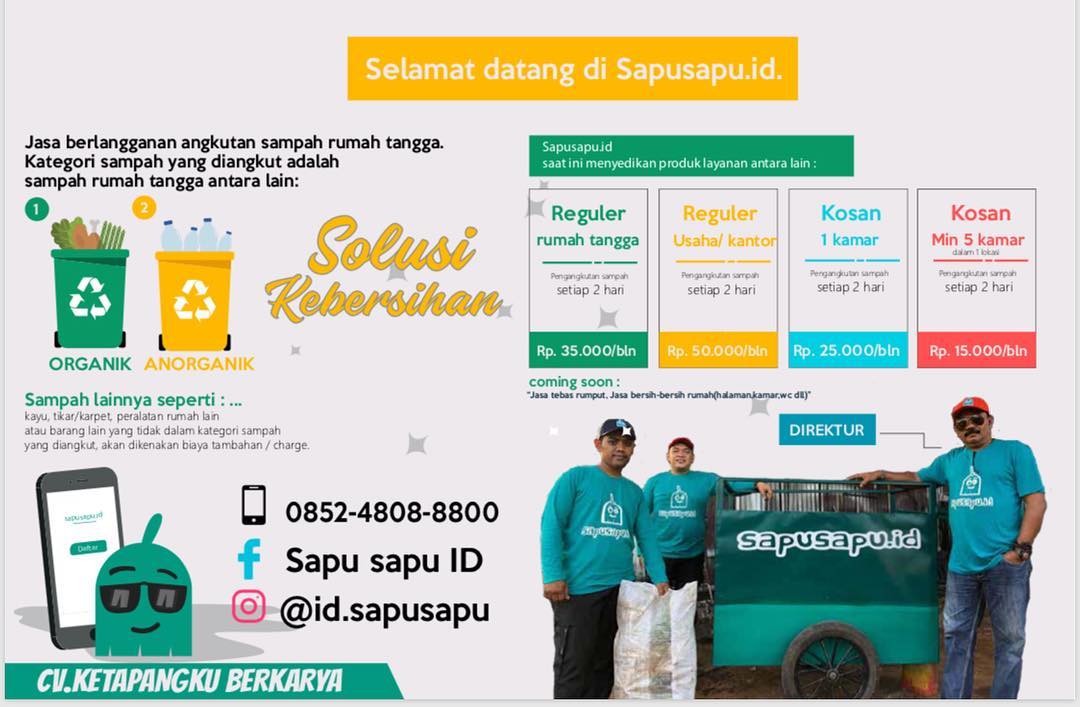 Selamat datang di Sapusapu.id.
Jasa berlangganan angkutan sampah rumah tangga.
Kategori sampah yang diangkut adalah
sampah rumah tangga antara lain:
1
2
ORGANIK
ANORGANIK
Solusi
Kebersihan
Sampah lainnya seperti : ...
kayu, tikar/karpet, peralatan rumah lain
atau barang lain yang tidak dalam kategori sampah
yang diangkut, akan dikenakan biaya tambahan / charge.
sapusapu.id
Daftar
0852-4808-8800
Sapu sapu ID
@id.sapusapu
CV.KETAPANGKU BERKARYA
Sapusapu.id
saat ini menyedikan produk layanan antara lain :
Reguler
rumah tangga
Pengangkutan sampah
setiap 2 hari
Rp. 35.000/bln
Reguler
Usaha/ kantor
Pengangkutan sampah
setiap 2 hari
Rp. 50.000/bln
Kosan
1 kamar
Pengangkutan sampah
setiap 2 hari
Rp. 25.000/bln
Kosan
Min 5 kamar
dalam 1 lokasi
Pengangkutan sampah
setiap 2 hari
Rp. 15.000/bln
coming soon :
"Jasa tebas rumput, Jasa bersih-bersih rumah(halaman,kamar,wc dll)"
DIREKTUR
sapusapu
sapusapu.id
sapusapu.id
sapusapu.id